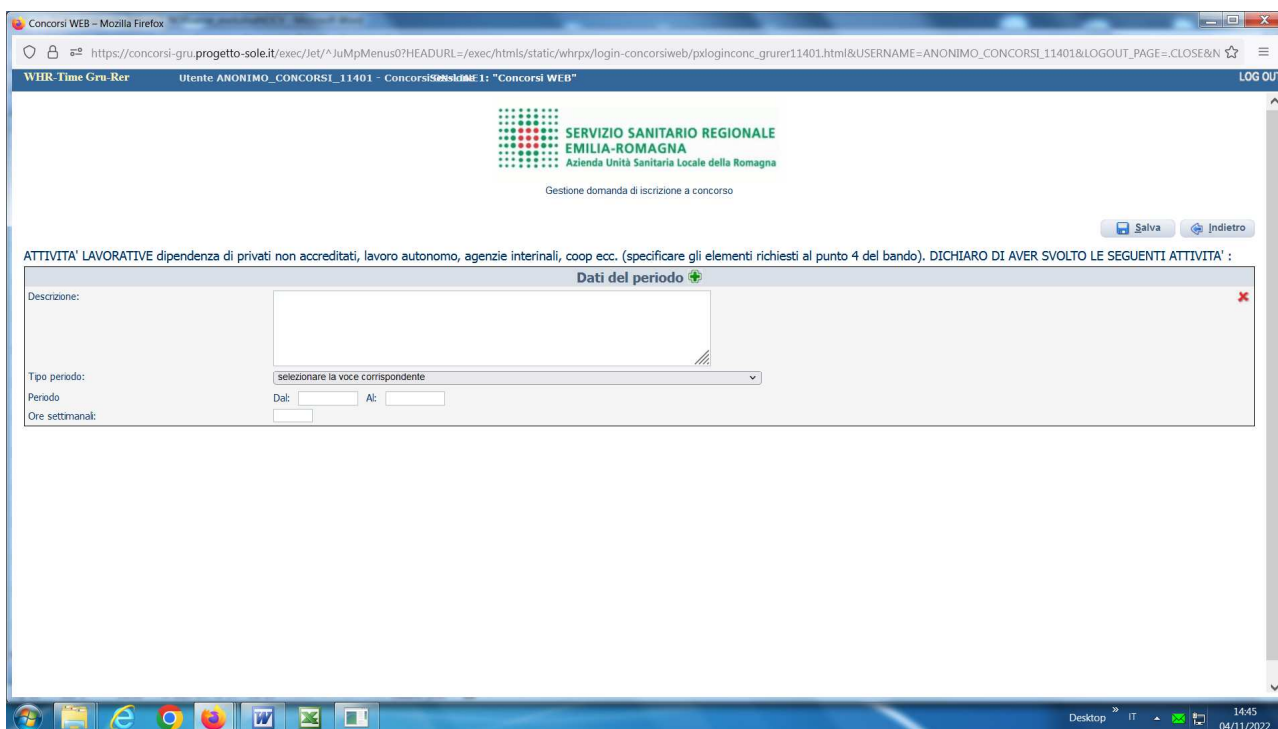 Concorsi WEB – Mozilla Firefox
https://concorsi-gru.progetto-sole.it/exec/Jet/^JuMpMenus0?HEADURL=/exec/htmls/static/whrpx/login-concorsiweb/pxloginconc_grurer11401.html&USERNAME=ANONIMO_CONCORSI_11401&LOGOUT_PAGE=.CLOSE&N
WHR-Time Gru-Rer Utente ANONIMO_CONCORSI_11401 - Concorsi 1: "Concorsi WEB" LOG OUT
SERVIZIO SANITARIO REGIONALE
EMILIA-ROMAGNA
Azienda Unità Sanitaria Locale della Romagna
Gestione domanda di iscrizione a concorso
Salva Indietro
ATTIVITA' LAVORATIVE dipendenza di privati non accreditati, lavoro autonomo, agenzie interinali, coop ecc. (specificare gli elementi richiesti al punto 4 del bando). DICHIARO DI AVER SVOLTO LE SEGUENTI ATTIVITA' :
Dati del periodo
Descrizione:
Tipo periodo: selezionare la voce corrispondente
Periodo Dal: Al:
Ore settimanali:
Desktop » IT 14:45
04/11/2022